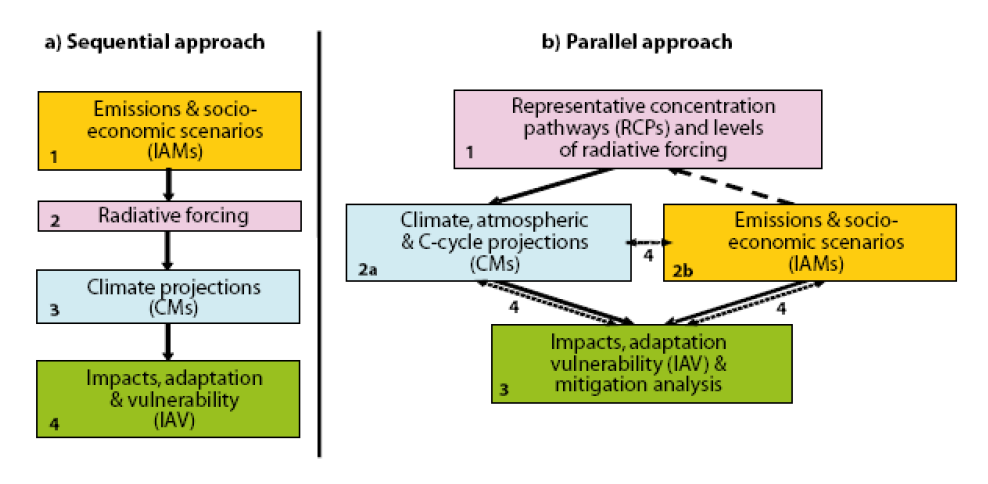 a) Sequential approach
Emissions & socio-
economic scenarios
(IAMs)
1
2
Radiative forcing
Climate projections
(CMs)
3
Impacts, adaptation
& vulnerability
(IAV)
4
b) Parallel approach
Representative concentration
pathways (RCPs) and levels
of radiative forcing
1
Climate, atmospheric
& C-cycle projections
(CMs)
2a
4
Emissions & socio-
economic scenarios
(IAMs)
2b
4
4
Impacts, adaptation
vulnerability (IAV) &
mitigation analysis
3